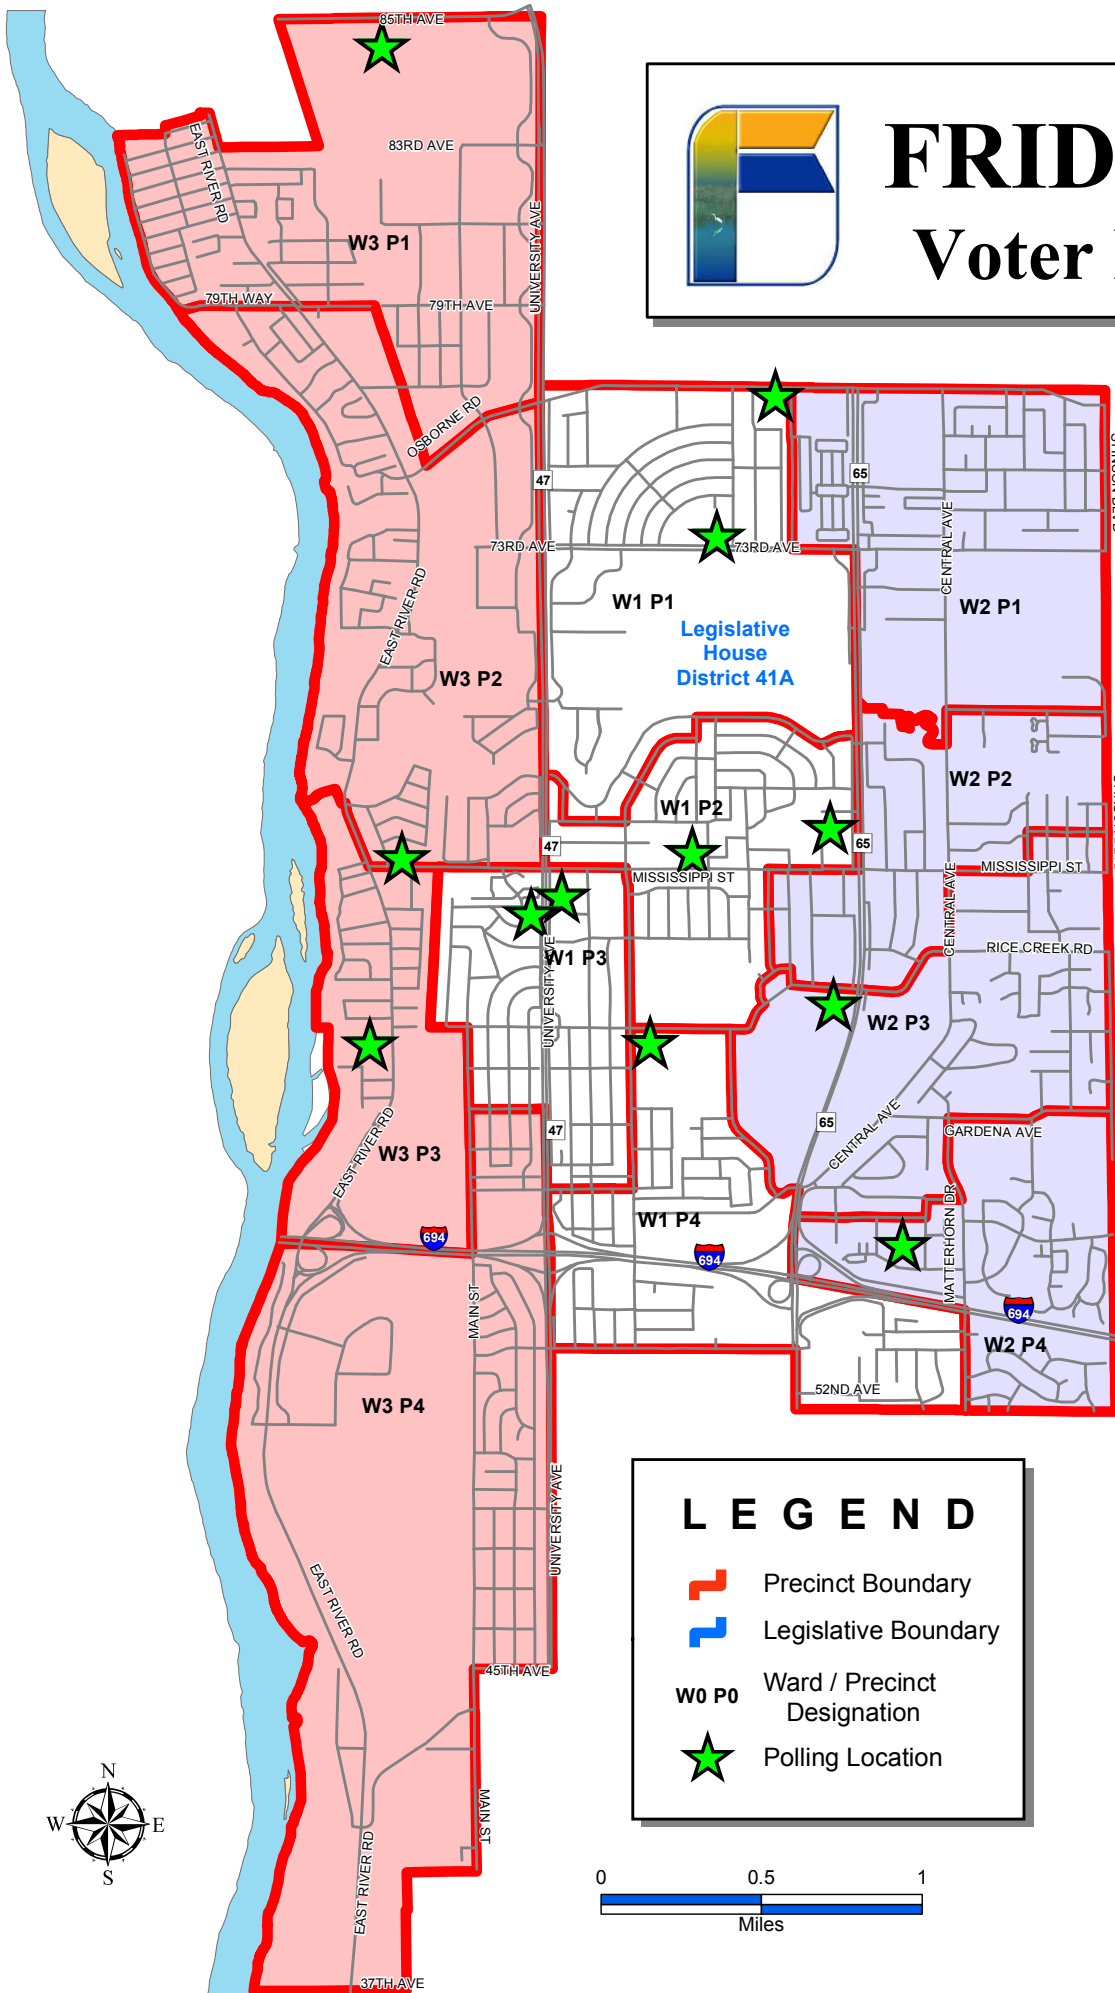 85TH AVE
FRID
Voter
83RD AVE
EAST RIVER RD
UNIVERSITY AVE
W3 P1
79TH WAY
79TH AVE
OSBORNE RD
47
65
CENTRAL AVE
73RD AVE
73RD AVE
EAST RIVER RD
W1 P1
W2 P1
Legislative
House
District 41A
W3 P2
W2 P2
W1 P2
47
65
MISSISSIPPI ST
MISSISSIPPI ST
CENTRAL AVE
RICE CREEK RD
UNIVERSITY AVE
W1 P3
W2 P3
47
65
CENTRAL AVE
GARDENA AVE
EAST RIVER RD
W3 P3
MATTERHORN DR
W1 P4
694
694
694
MAIN ST
W2 P4
52ND AVE
W3 P4
UNIVERSITY AVE
EAST RIVER RD
45TH AVE
LEGEND
Precinct Boundary
Legislative Boundary
W0 P0
Ward / Precinct
Designation
Polling Location
N
W E
S
MAIN ST
EAST RIVER RD
0 0.5 1
Miles
37TH AVE